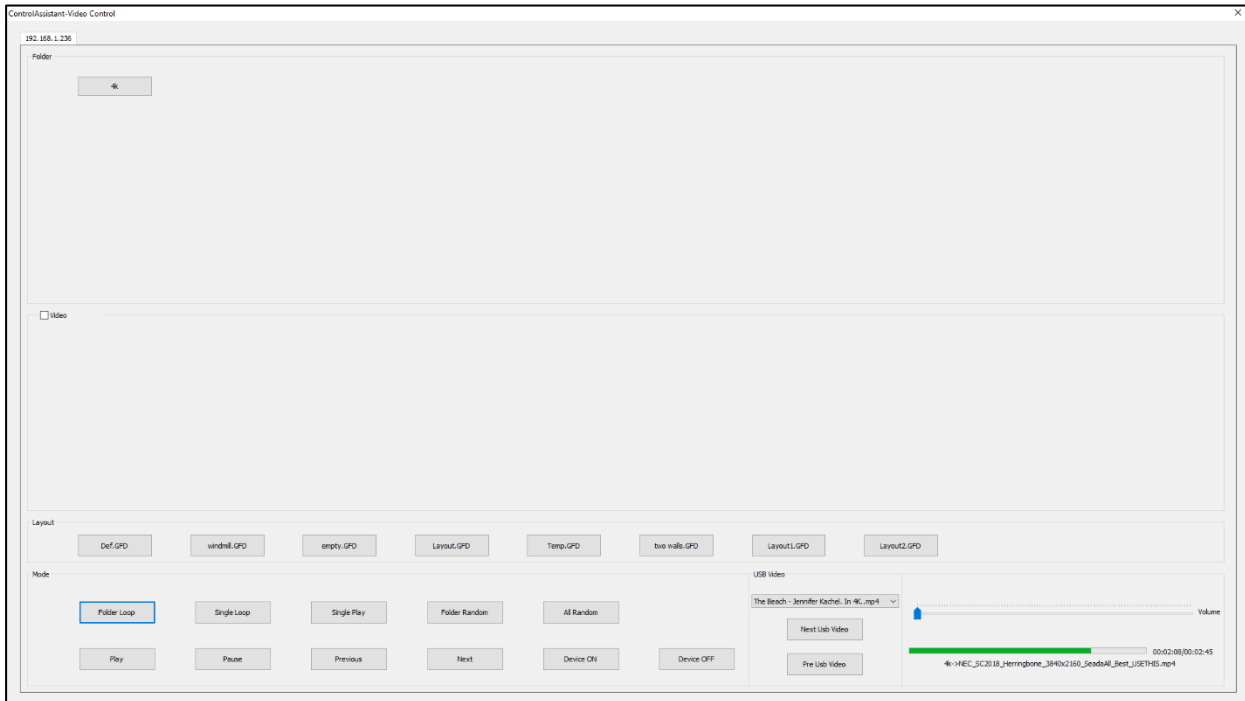 ControlAssistant-Video Control
192.168.1.236
Folder
4k
Video
Layout
Def.GFD windmill.GFD empty.GFD Layout.GFD Temp.GFD two walls.GFD Layout1.GFD Layout2.GFD
Mode
Folder Loop Single Loop Single Play Folder Random All Random
Play Pause Previous Next Device ON Device OFF
USB Video
The Beach - Jennifer Kachel. In 4K..mp4
Next Usb Video
Pre Usb Video
Volume
00:02:08/00:02:45
4k->NEC_SC2018_Herringbone_3840x2160_SeadaAll_Best_USETHIS.mp4